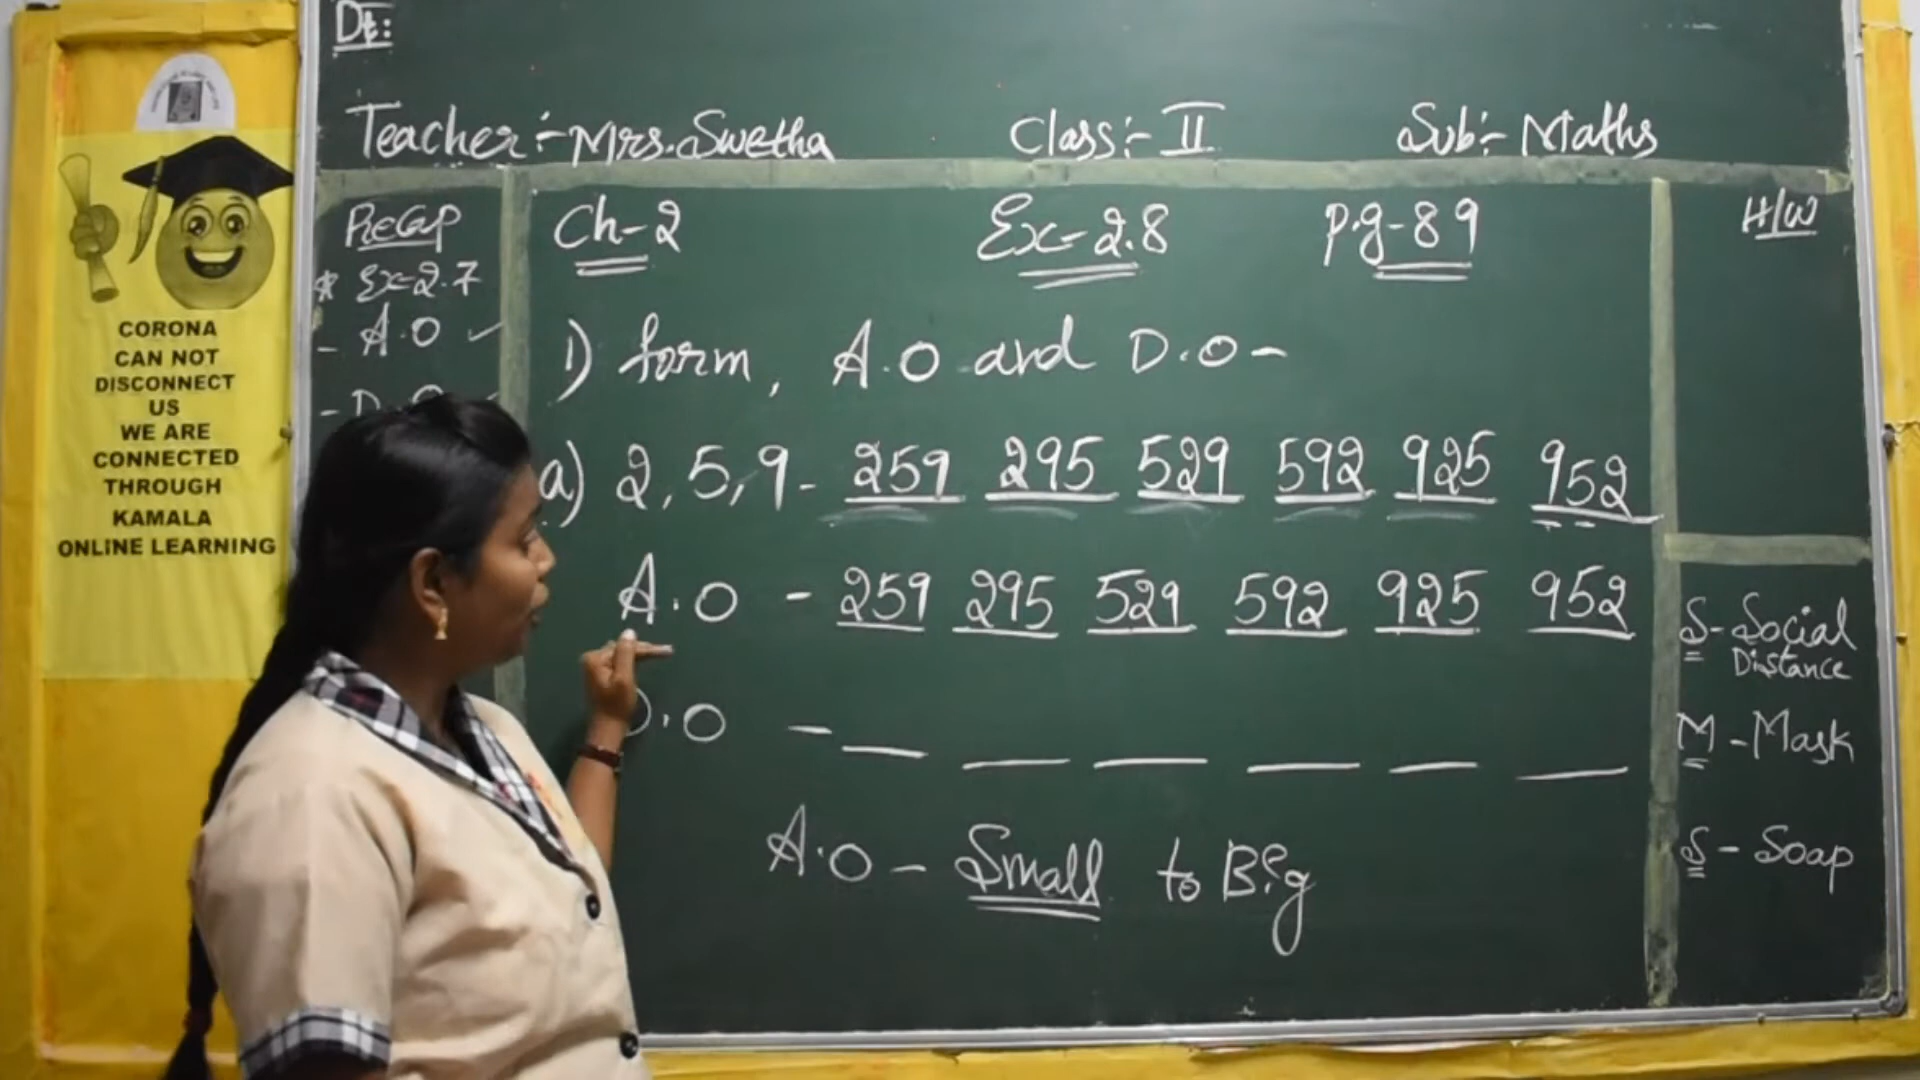 CORONA
CAN NOT
DISCONNECT
US
WE ARE
CONNECTED
THROUGH
KAMALA
ONLINE LEARNING
Dt:
Teacher:- Mrs. Swetha Class:- II Sub:- Maths
Recap
* Ex-2.7
- A.O ✓
Ch-2 Ex-2.8 P.g-89
1) form, A.O and D.O-
a) 2, 5, 9 - 259 295 529 592 925 952
A.O - 259 295 529 592 925 952
D.O - __ __ __ __ __ __
A.O - Small to Big
H/W
S - Social
Distance
M - Mask
S - Soap